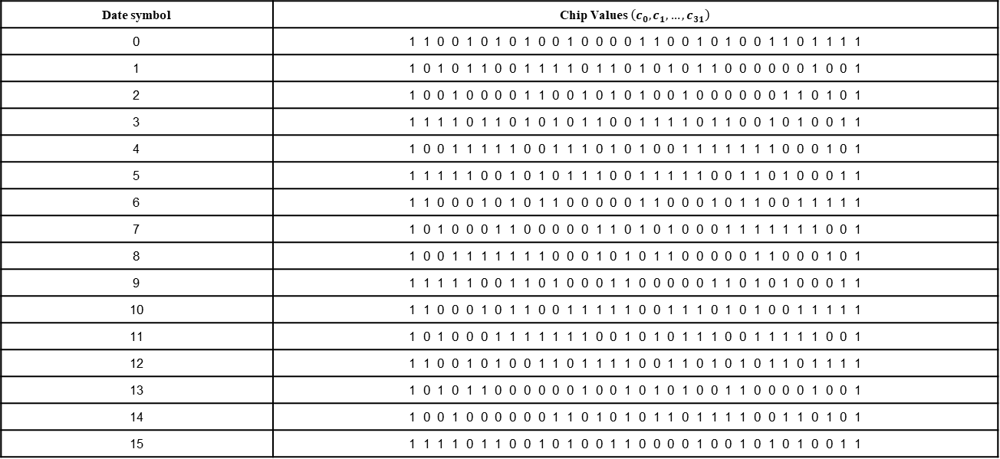 Date symbol Chip Values (c₀,c₁,…,c₃₁)
0 1 1 0 0 1 0 1 0 1 0 0 1 0 0 0 0 1 1 0 0 1 0 1 0 0 1 1 0 1 1 1 1
1 1 0 1 0 1 1 0 0 1 1 1 1 0 1 1 0 1 0 1 0 1 1 0 0 0 0 0 0 1 0 0 1
2 1 0 0 1 0 0 0 0 1 1 0 0 1 0 1 0 1 0 0 1 0 0 0 0 0 0 1 1 0 1 0 1
3 1 1 1 1 0 1 1 0 1 0 1 0 1 1 0 0 1 1 1 1 0 1 1 0 0 1 0 1 0 0 1 1
4 1 0 0 1 1 1 1 1 0 0 1 1 1 0 1 0 1 0 0 1 1 1 1 1 1 1 0 0 0 1 0 1
5 1 1 1 1 1 0 0 1 0 1 0 1 1 1 0 0 1 1 1 1 1 0 0 1 1 0 1 0 0 0 1 1
6 1 1 0 0 0 1 0 1 0 1 1 0 0 0 0 0 1 1 0 0 0 1 0 1 1 0 0 1 1 1 1 1
7 1 0 1 0 0 0 1 1 0 0 0 0 0 1 1 0 1 0 1 0 0 0 1 1 1 1 1 1 1 0 0 1
8 1 0 0 1 1 1 1 1 1 1 0 0 0 1 0 1 0 1 1 0 0 0 0 0 1 1 0 0 0 1 0 1
9 1 1 1 1 1 0 0 1 1 0 1 0 0 0 1 1 0 0 0 0 0 1 1 0 1 0 1 0 0 0 1 1
10 1 1 0 0 0 1 0 1 1 0 0 1 1 1 1 1 0 0 1 1 1 0 1 0 1 0 0 1 1 1 1 1
11 1 0 1 0 0 0 1 1 1 1 1 1 1 0 0 1 0 1 0 1 1 1 0 0 1 1 1 1 1 0 0 1
12 1 1 0 0 1 0 1 0 0 1 1 0 1 1 1 1 0 0 1 1 0 1 0 1 0 1 1 0 1 1 1 1
13 1 0 1 0 1 1 0 0 0 0 0 0 1 0 0 1 0 1 0 1 0 0 1 1 0 0 0 0 1 0 0 1
14 1 0 0 1 0 0 0 0 0 0 1 1 0 1 0 1 0 1 1 0 1 1 1 1 0 0 1 1 0 1 0 1
15 1 1 1 1 0 1 1 0 0 1 0 1 0 0 1 1 0 0 0 0 1 0 0 1 0 1 0 1 0 0 1 1